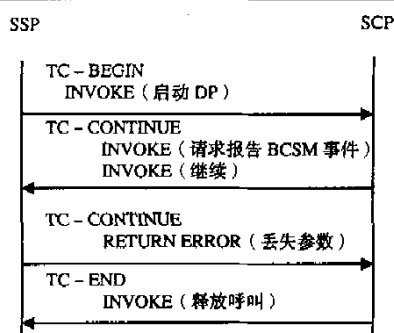 SSP SCP
TC – BEGIN
INVOKE（启动 DP）
TC – CONTINUE
INVOKE（请求报告 BCSM 事件）
INVOKE（继续）
TC – CONTINUE
RETURN ERROR（丢失参数）
TC – END
INVOKE（释放呼叫）